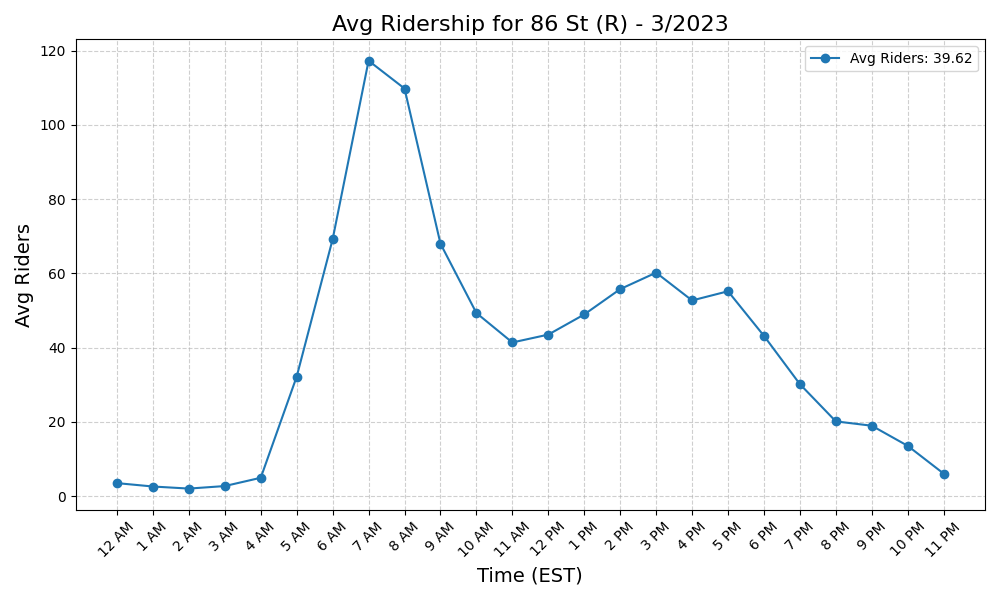 Avg Ridership for 86 St (R) - 3/2023
Avg Riders: 39.62
Avg Riders
120
100
80
60
40
20
0
12 AM
1 AM
2 AM
3 AM
4 AM
5 AM
6 AM
7 AM
8 AM
9 AM
10 AM
11 AM
12 PM
1 PM
2 PM
3 PM
4 PM
5 PM
6 PM
7 PM
8 PM
9 PM
10 PM
11 PM
Time (EST)